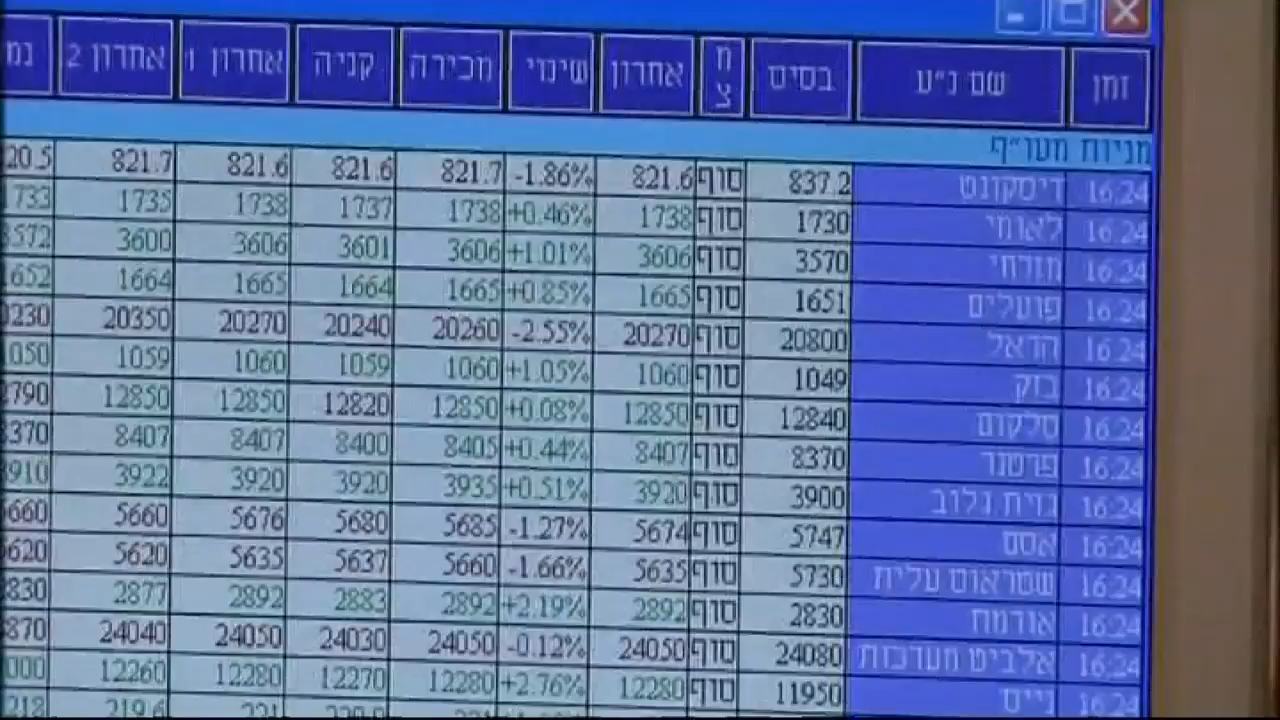 זמן שם נ״ע בסיס מצ אחרון שינוי מכירה קניה אחרון 1 אחרון 2
מניות מעו״ף
16:24 דיסקונט 837.2 סוף 821.6 -1.86% 821.7 821.6 821.6 821.7
16:24 לאומי 1730 סוף 1738 +0.46% 1738 1737 1738 1735
16:24 מזרחי 3570 סוף 3606 +1.01% 3606 3601 3606 3600
16:24 פועלים 1651 סוף 1665 +0.85% 1665 1664 1665 1664
16:24 הראל 20800 סוף 20270 -2.55% 20260 20240 20270 20350
16:24 בזק 1049 סוף 1060 +1.05% 1060 1059 1060 1059
16:24 סלקום 12840 סוף 12850 +0.08% 12850 12820 12850 12850
16:24 פרטנר 8370 סוף 8407 +0.44% 8405 8400 8407 8407
16:24 גזית גלוב 3900 סוף 3920 +0.51% 3935 3920 3920 3922
16:24 אסם 5747 סוף 5674 -1.27% 5685 5680 5676 5660
16:24 שטראוס עלית 5730 סוף 5635 -1.66% 5660 5637 5635 5620
16:24 אורמת 2830 סוף 2892 +2.19% 2892 2883 2892 2877
16:24 אלביט מערכות 24080 סוף 24050 -0.12% 24050 24030 24050 24040
16:24 נייס 11950 סוף 12280 +2.76% 12280 12270 12280 12260